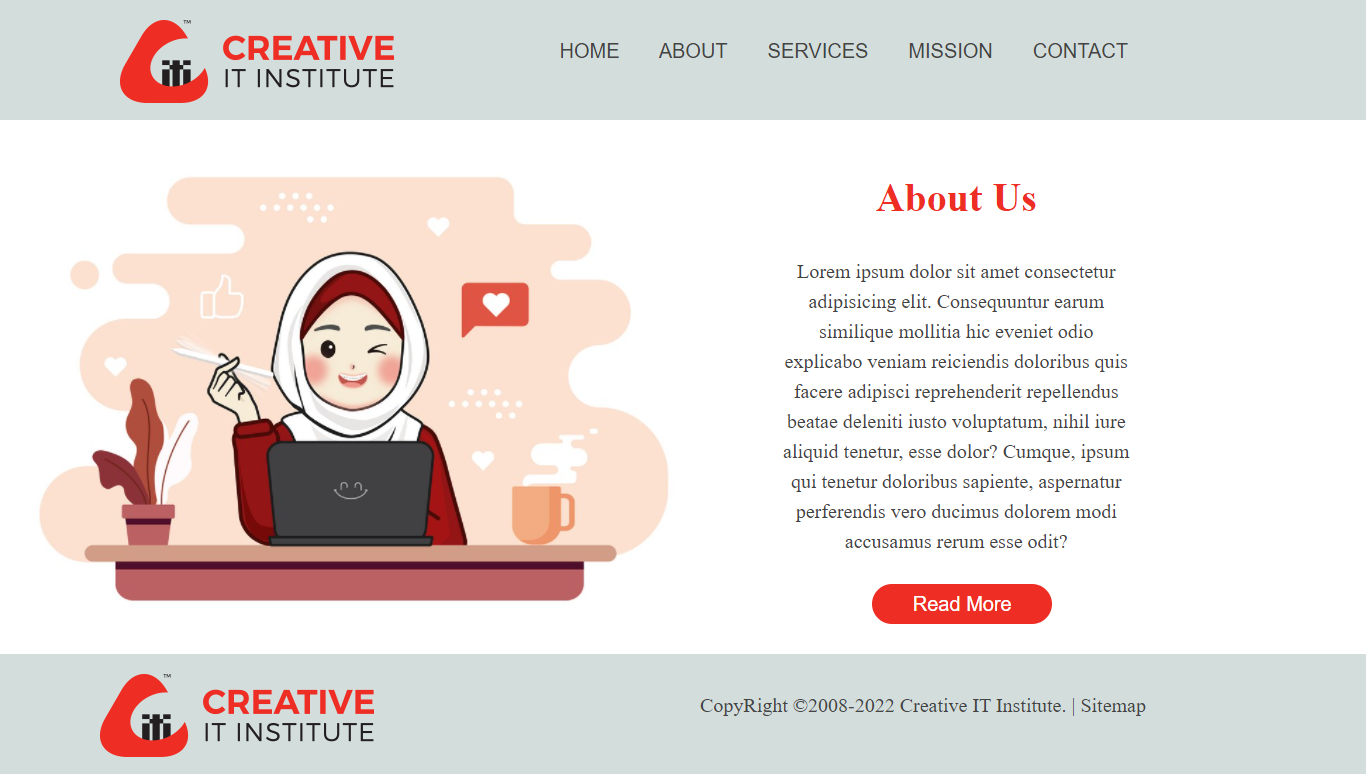 ™
CREATIVE
IT INSTITUTE
iti
HOME ABOUT SERVICES MISSION CONTACT
About Us
Lorem ipsum dolor sit amet consectetur
adipisicing elit. Consequuntur earum
similique mollitia hic eveniet odio
explicabo veniam reiciendis doloribus quis
facere adipisci reprehenderit repellendus
beatae deleniti iusto voluptatum, nihil iure
aliquid tenetur, esse dolor? Cumque, ipsum
qui tenetur doloribus sapiente, aspernatur
perferendis vero ducimus dolorem modi
accusamus rerum esse odit?
Read More
™
CREATIVE
IT INSTITUTE
iti
CopyRight ©2008-2022 Creative IT Institute. | Sitemap